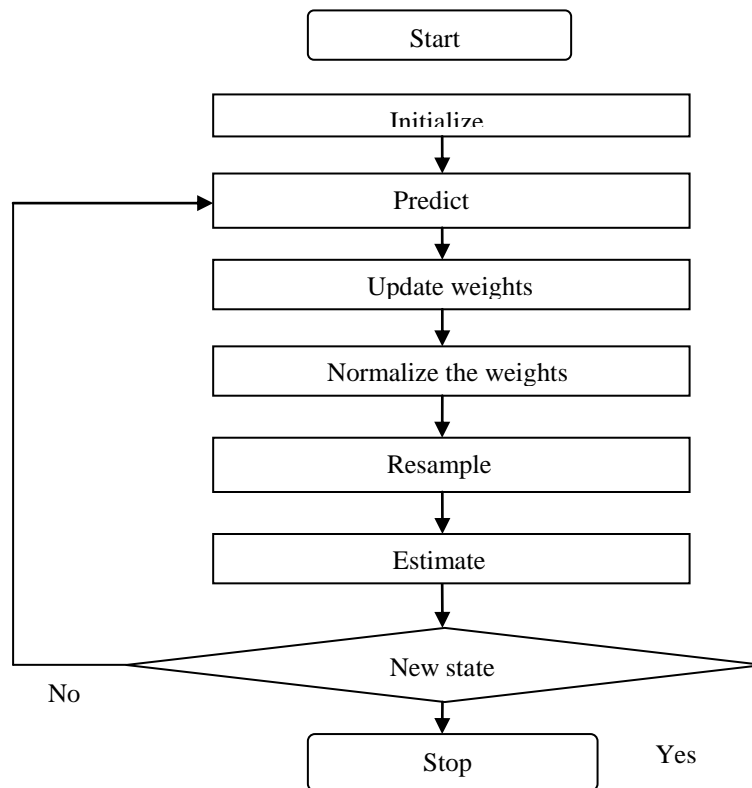 Start
Initialize
Predict
Update weights
Normalize the weights
Resample
Estimate
New state
No
Yes
Stop